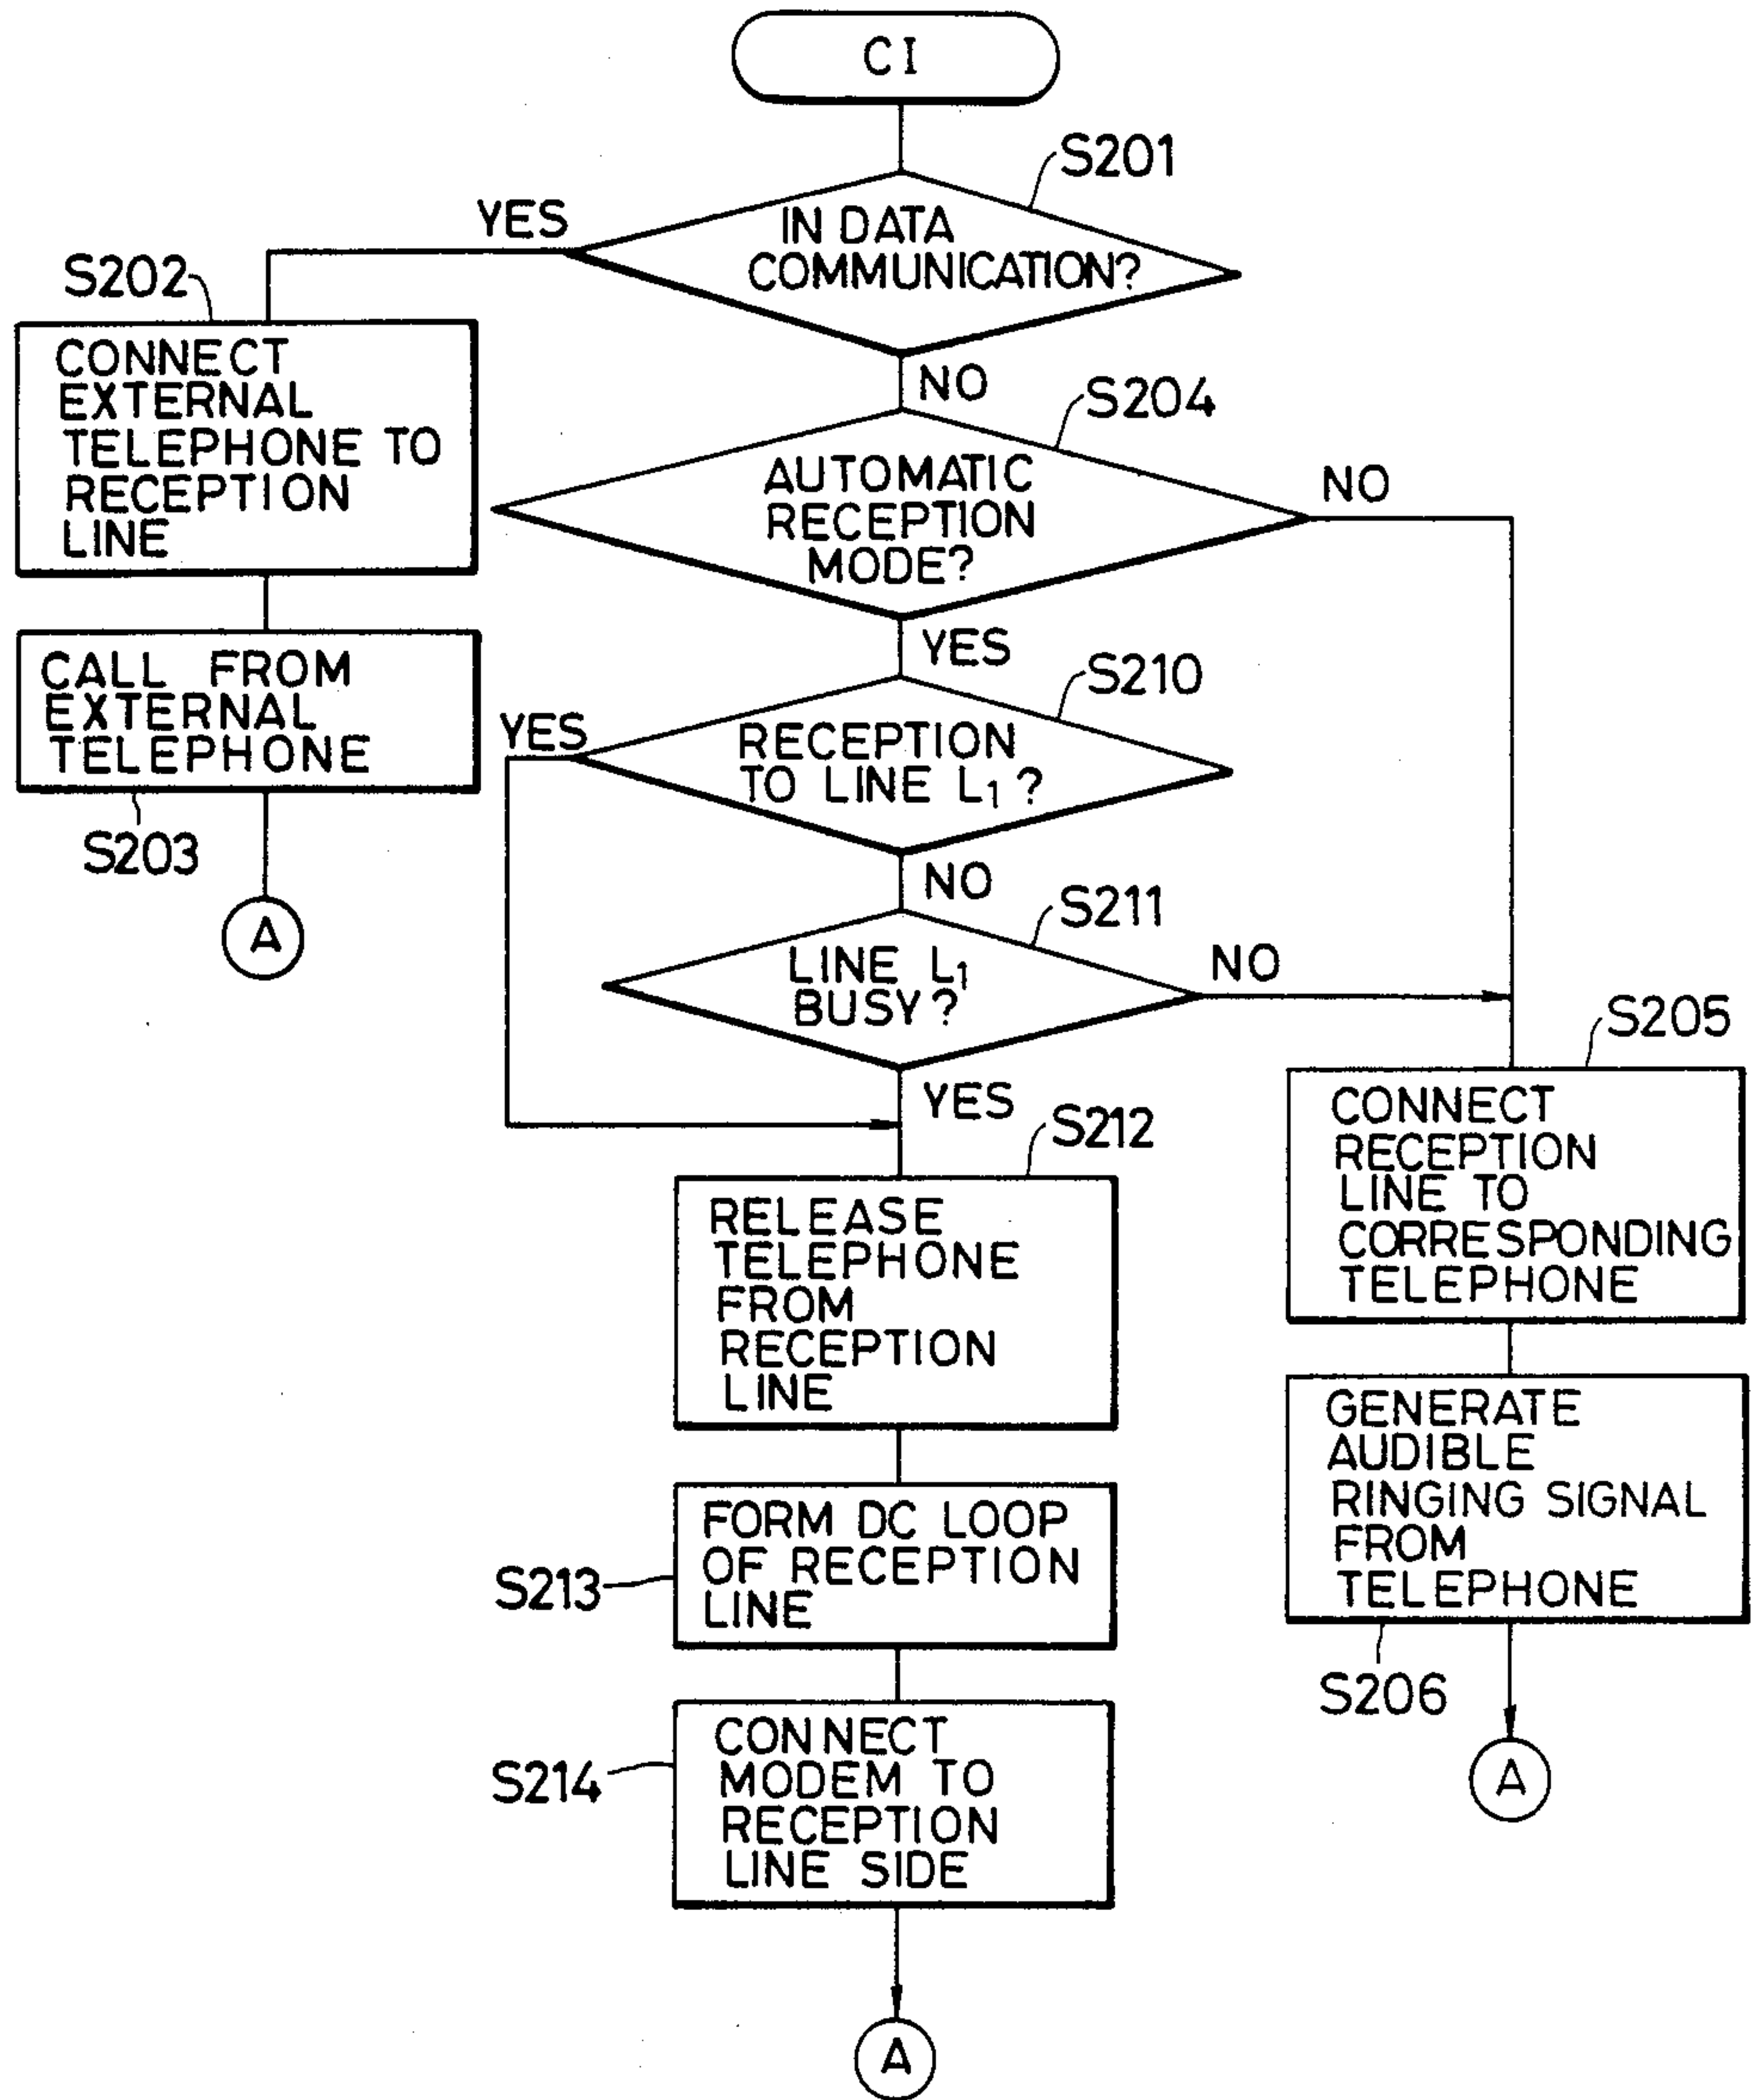 CI
S201
YES
IN DATA
COMMUNICATION?
S202
CONNECT
EXTERNAL
TELEPHONE TO
RECEPTION
LINE
NO
S204
AUTOMATIC
RECEPTION
MODE?
NO
CALL FROM
EXTERNAL
TELEPHONE
S203
A
YES
S210
YES
RECEPTION
TO LINE L1 ?
NO
S211
LINE L1
BUSY ?
NO
YES
S205
CONNECT
RECEPTION
LINE TO
CORRESPONDING
TELEPHONE
S212
RELEASE
TELEPHONE
FROM
RECEPTION
LINE
GENERATE
AUDIBLE
RINGING SIGNAL
FROM
TELEPHONE
S206
A
S213
FORM DC LOOP
OF RECEPTION
LINE
S214
CONNECT
MODEM TO
RECEPTION
LINE SIDE
A